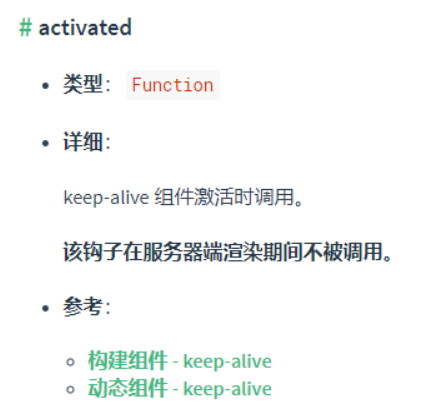 # activated
类型： Function
详细：
keep-alive 组件激活时调用。
该钩子在服务器端渲染期间不被调用。
参考：
构建组件 - keep-alive
动态组件 - keep-alive